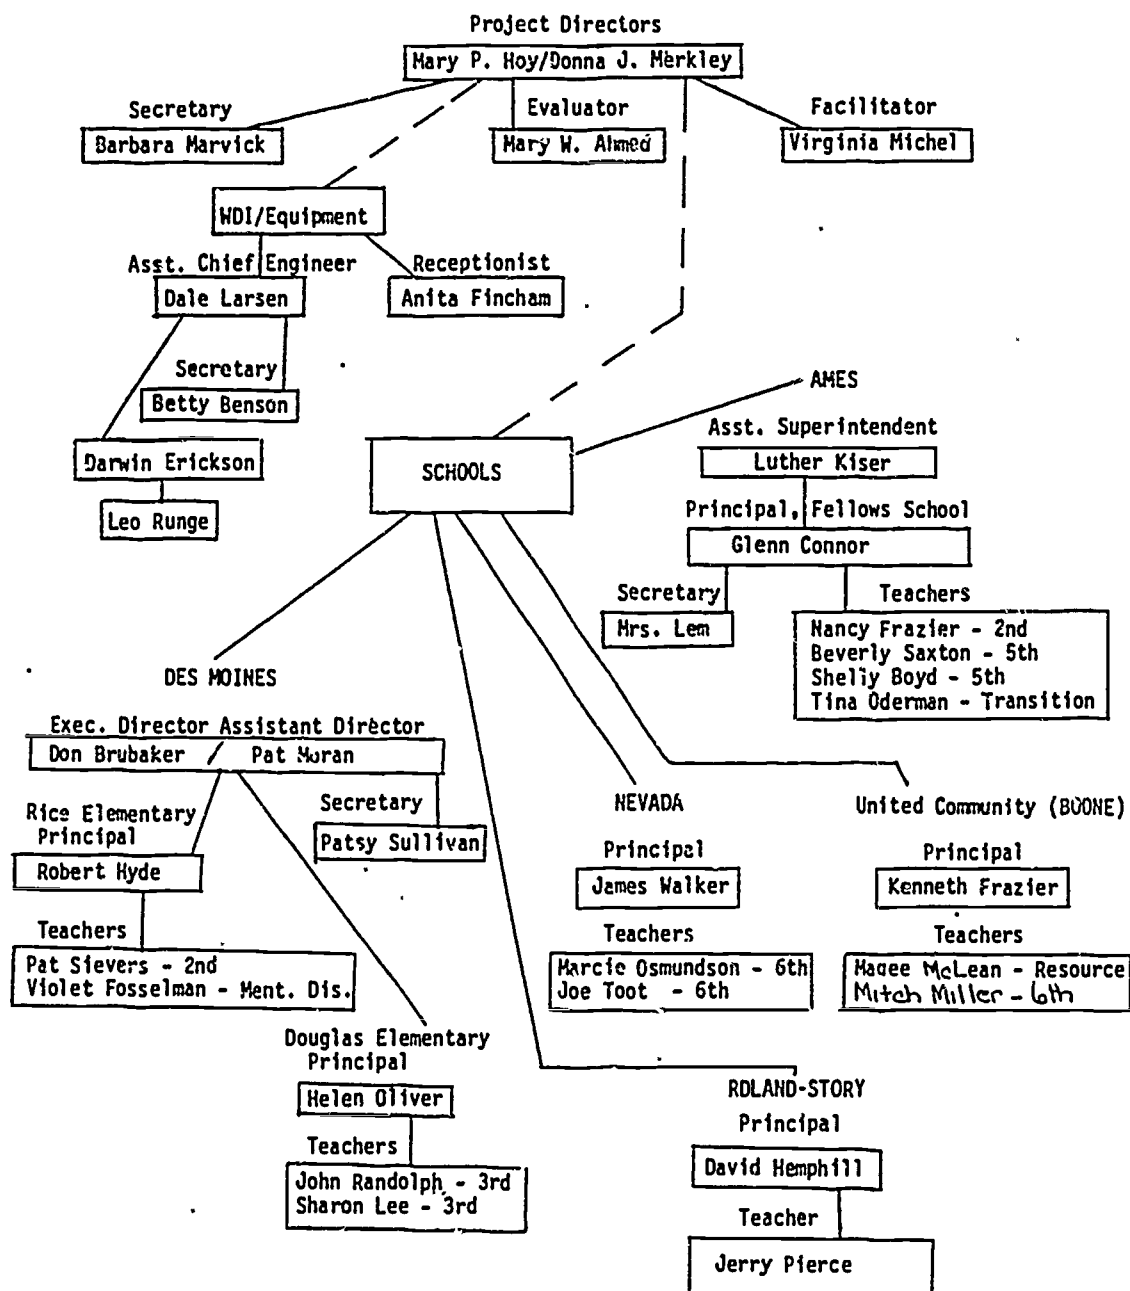 Project Directors
Mary P. Hoy/Donna J. Merkley
Secretary
Barbara Marvick
Evaluator
Mary W. Ahmed
Facilitator
Virginia Michel
WDI/Equipment
Asst. Chief Engineer
Dale Larsen
Receptionist
Anita Fincham
Secretary
Betty Benson
Darwin Erickson
Leo Runge
SCHOOLS
AMES
Asst. Superintendent
Luther Kiser
Principal, Fellows School
Glenn Connor
Secretary
Mrs. Lem
Teachers
Nancy Frazier - 2nd
Beverly Saxton - 5th
Shelly Boyd - 5th
Tina Oderman - Transition
DES MOINES
Exec. Director Assistant Director
Don Brubaker / Pat Moran
Secretary
Patsy Sullivan
Rice Elementary
Principal
Robert Hyde
Teachers
Pat Sievers - 2nd
Violet Fosselman - Ment. Dis.
Douglas Elementary
Principal
Helen Oliver
Teachers
John Randolph - 3rd
Sharon Lee - 3rd
NEVADA
Principal
James Walker
Teachers
Marcie Osmundson - 6th
Joe Toot - 6th
United Community (BOONE)
Principal
Kenneth Frazier
Teachers
Magee McLean - Resource
Mitch Miller - 6th
ROLAND-STORY
Principal
David Hemphill
Teacher
Jerry Pierce